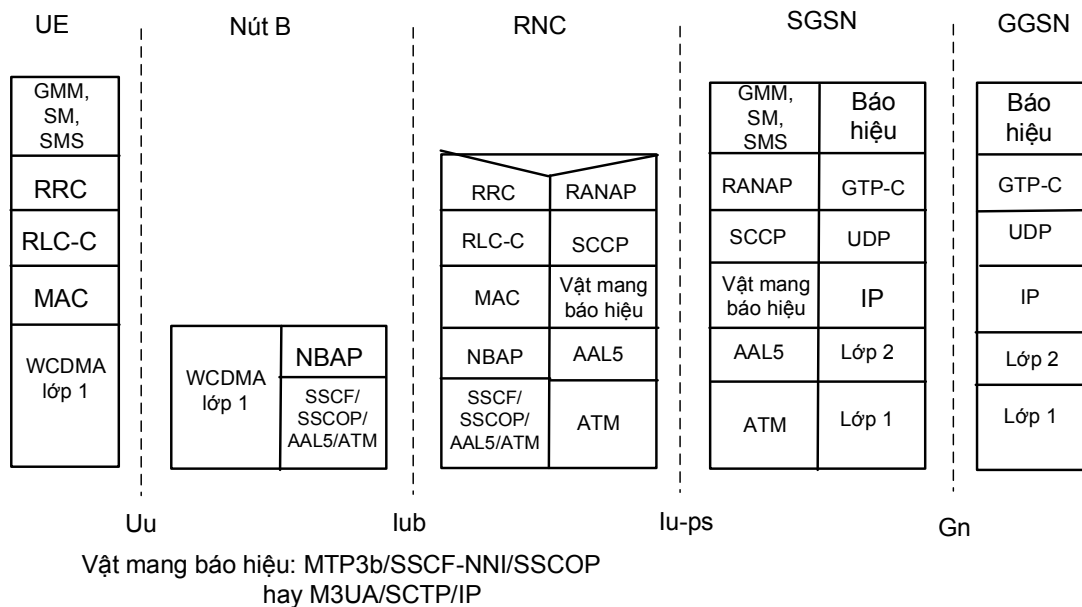 UE
Nút B
RNC
SGSN
GGSN
GMM,
SM,
SMS
RRC
RLC-C
MAC
WCDMA
lớp 1
WCDMA
lớp 1
NBAP
SSCF/
SSCOP/
AAL5/ATM
RRC
RANAP
RLC-C
SCCP
MAC
Vật mang
báo hiệu
NBAP
AAL5
SSCF/
SSCOP/
AAL5/ATM
ATM
GMM,
SM,
SMS
Báo
hiệu
RANAP
GTP-C
SCCP
UDP
Vật mang
báo hiệu
IP
AAL5
Lớp 2
ATM
Lớp 1
Báo
hiệu
GTP-C
UDP
IP
Lớp 2
Lớp 1
Uu
Iub
Iu-ps
Gn
Vật mang báo hiệu: MTP3b/SSCF-NNI/SSCOP
hay M3UA/SCTP/IP